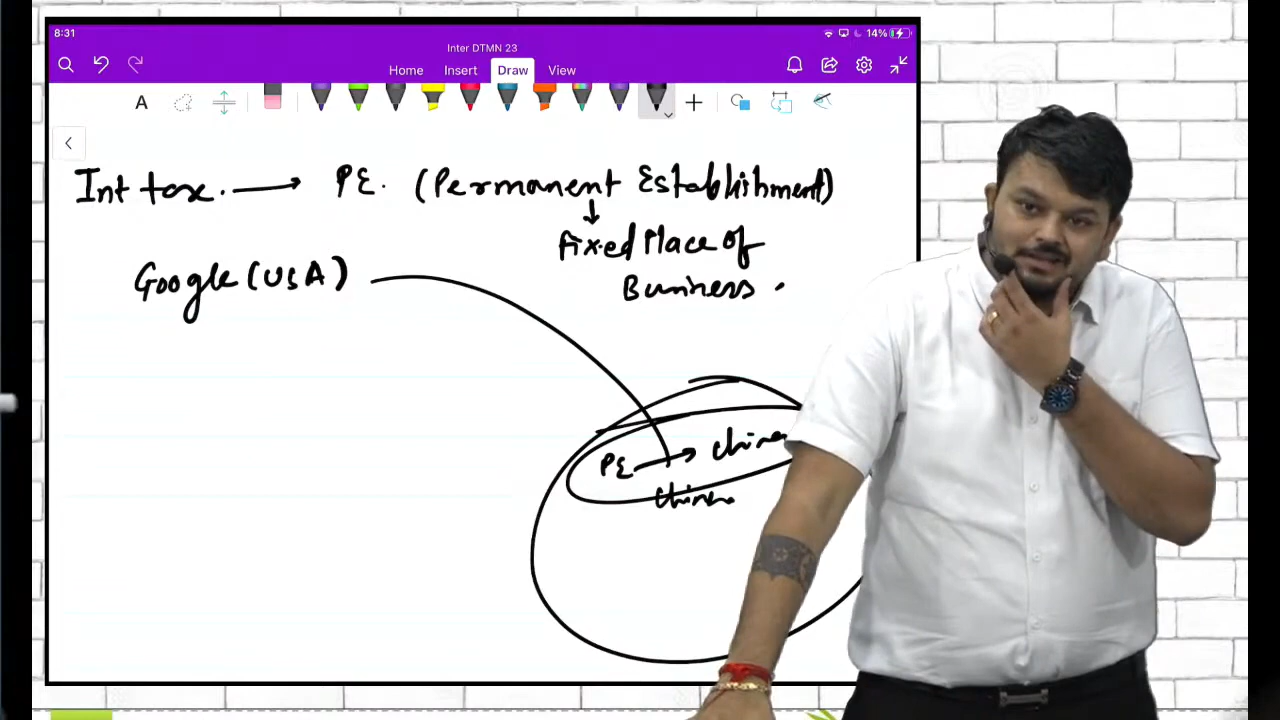 8:31
14%
Inter DTMN 23
Home Insert Draw View
A
Int tax. → PE. (Permanent Establishment)
↓
Fixed Place of
Business.
Google (USA)
PE → China
China